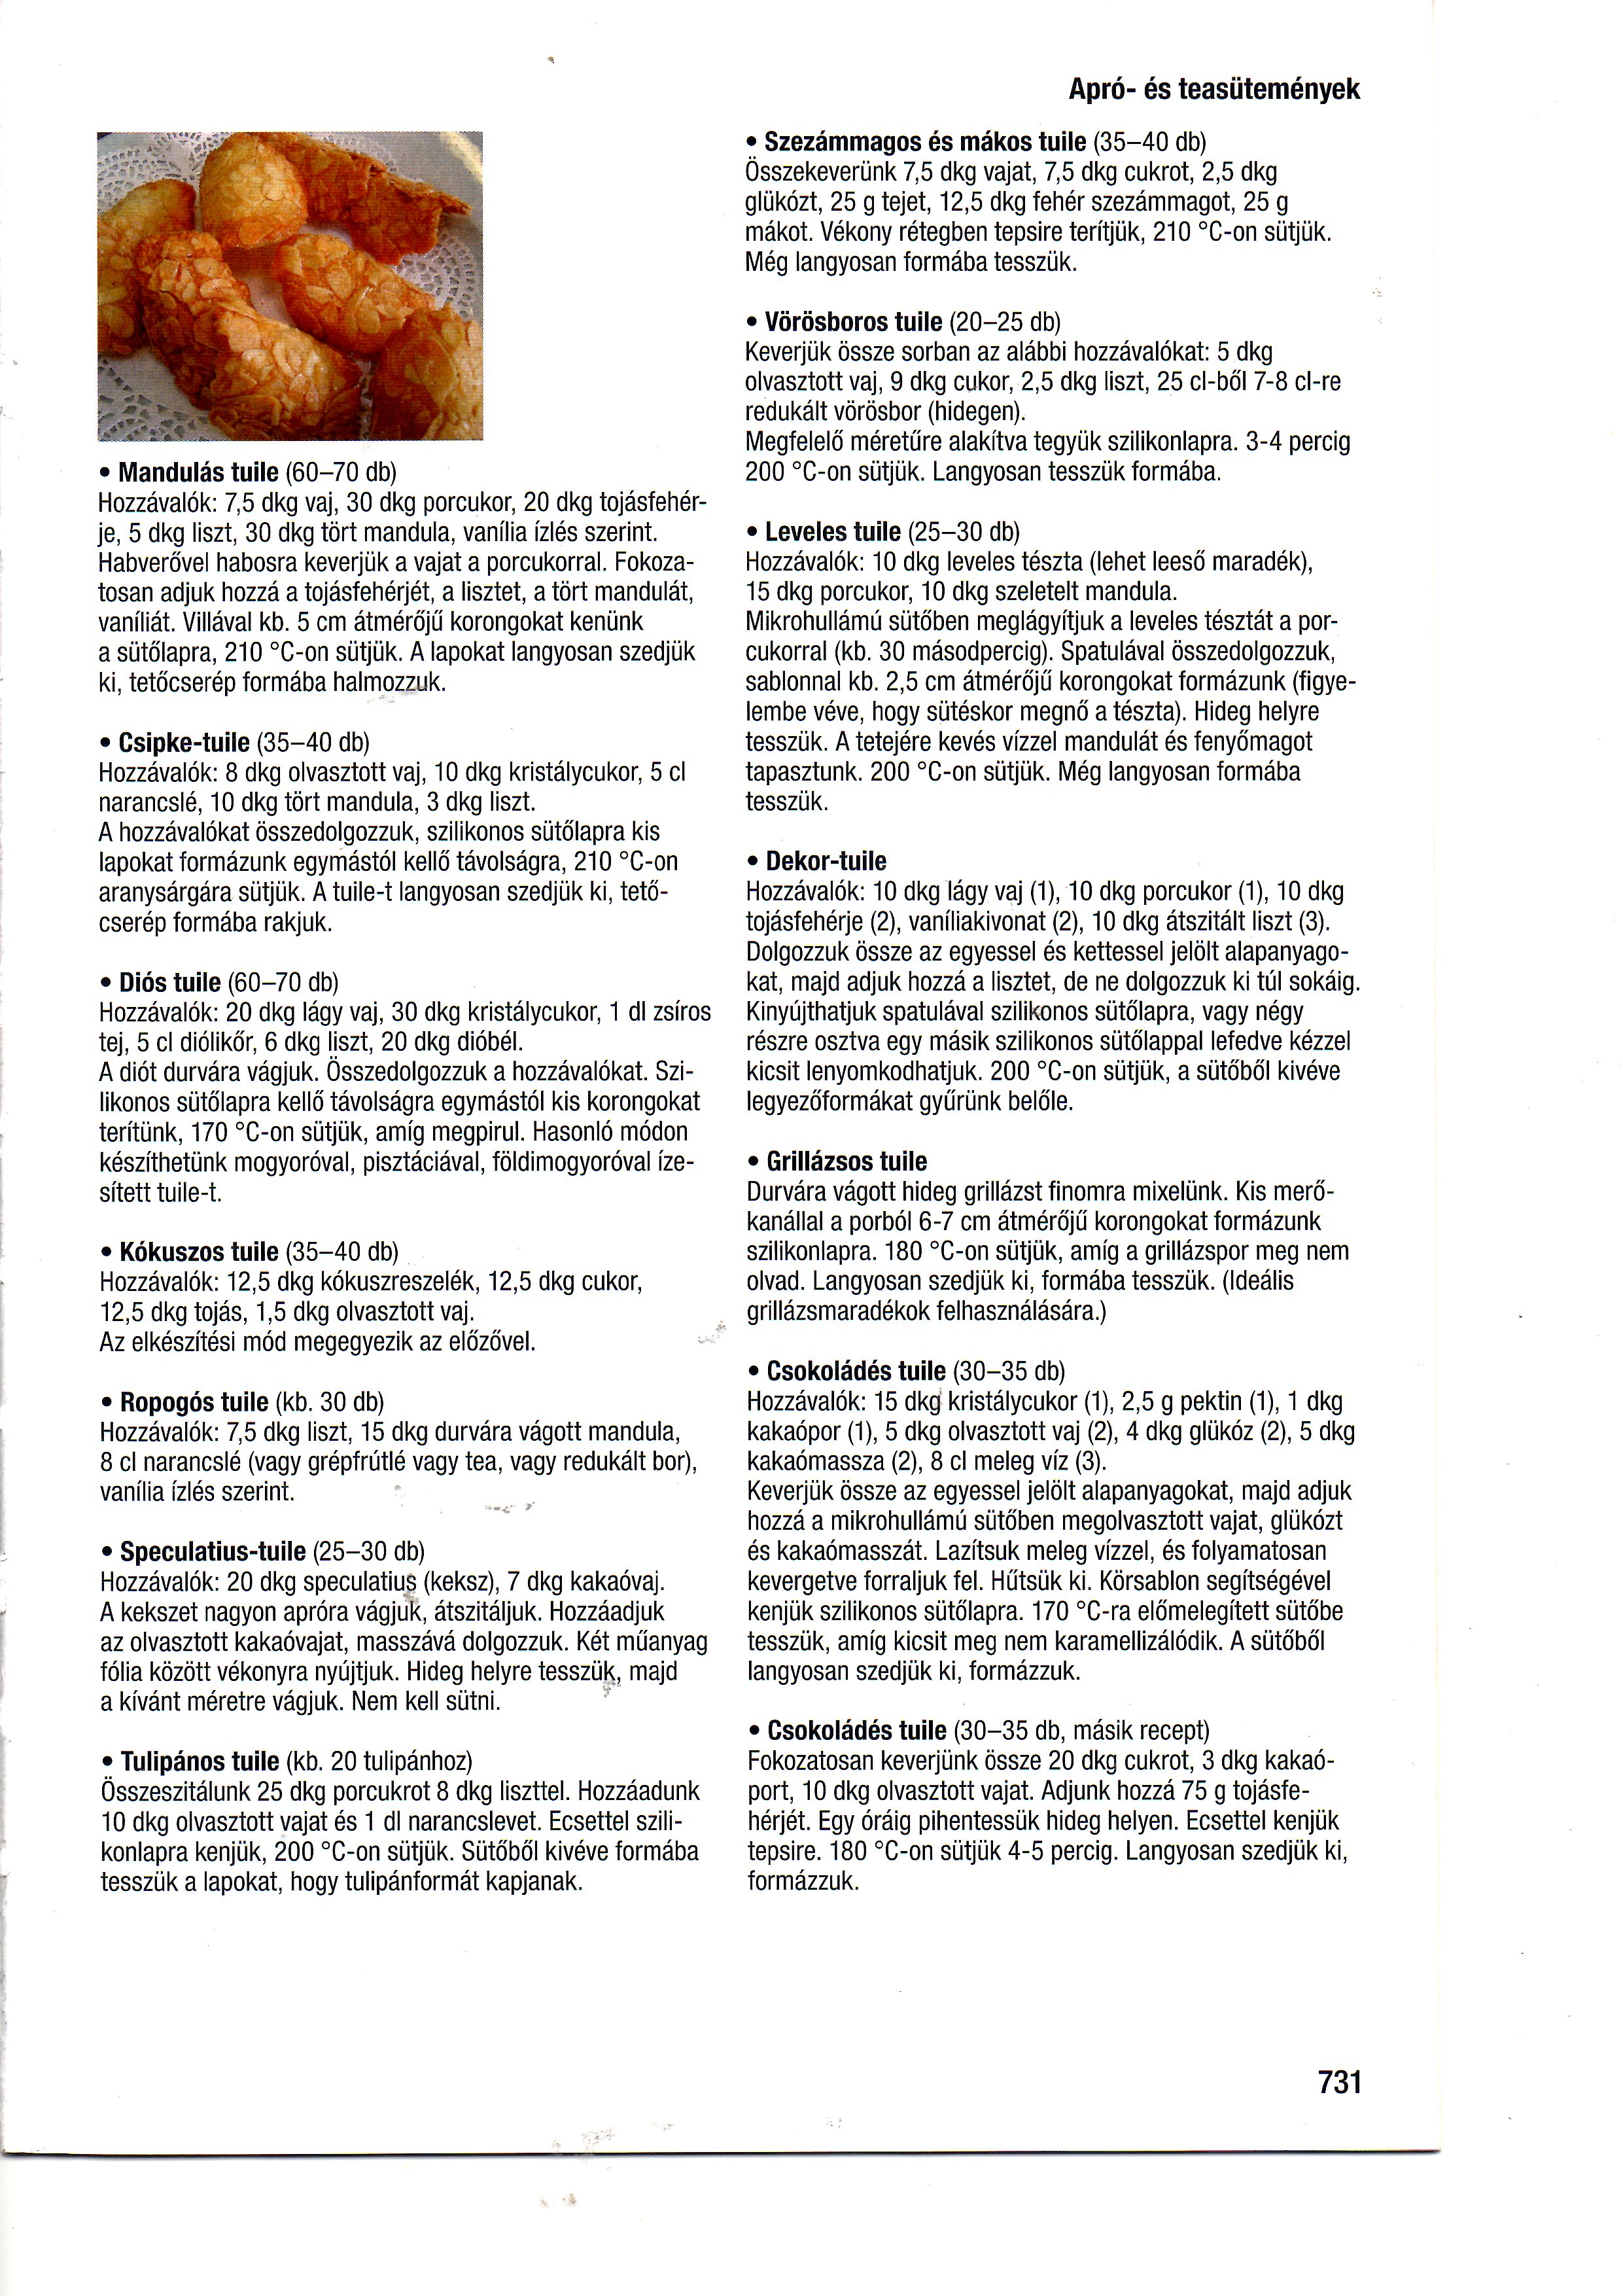 Apró- és teasütemények
• Mandulás tuile (60–70 db)
Hozzávalók: 7,5 dkg vaj, 30 dkg porcukor, 20 dkg tojásfehér-
je, 5 dkg liszt, 30 dkg tört mandula, vanília ízlés szerint.
Habverővel habosra keverjük a vajat a porcukorral. Fokoza-
tosan adjuk hozzá a tojásfehérjét, a lisztet, a tört mandulát,
vaníliát. Villával kb. 5 cm átmérőjű korongokat kenünk
a sütőlapra, 210 °C-on sütjük. A lapokat langyosan szedjük
ki, tetőcserép formába halmozzuk.
• Csipke-tuile (35–40 db)
Hozzávalók: 8 dkg olvasztott vaj, 10 dkg kristálycukor, 5 cl
narancslé, 10 dkg tört mandula, 3 dkg liszt.
A hozzávalókat összedolgozzuk, szilikonos sütőlapra kis
lapokat formázunk egymástól kellő távolságra, 210 °C-on
aranysárgára sütjük. A tuile-t langyosan szedjük ki, tető-
cserép formába rakjuk.
• Diós tuile (60–70 db)
Hozzávalók: 20 dkg lágy vaj, 30 dkg kristálycukor, 1 dl zsíros
tej, 5 cl diólikőr, 6 dkg liszt, 20 dkg dióbél.
A diót durvára vágjuk. Összedolgozzuk a hozzávalókat. Szi-
likonos sütőlapra kellő távolságra egymástól kis korongokat
terítünk, 170 °C-on sütjük, amíg megpirul. Hasonló módon
készíthetünk mogyoróval, pisztáciával, földimogyoróval íze-
sített tuile-t.
• Kókuszos tuile (35–40 db)
Hozzávalók: 12,5 dkg kókuszreszelék, 12,5 dkg cukor,
12,5 dkg tojás, 1,5 dkg olvasztott vaj.
Az elkészítési mód megegyezik az előzővel.
• Ropogós tuile (kb. 30 db)
Hozzávalók: 7,5 dkg liszt, 15 dkg durvára vágott mandula,
8 cl narancslé (vagy grépfrútlé vagy tea, vagy redukált bor),
vanília ízlés szerint.
• Speculatius-tuile (25–30 db)
Hozzávalók: 20 dkg speculatius (keksz), 7 dkg kakaóvaj.
A kekszet nagyon apróra vágjuk, átszitáljuk. Hozzáadjuk
az olvasztott kakaóvajat, masszává dolgozzuk. Két műanyag
fólia között vékonyra nyújtjuk. Hideg helyre tesszük, majd
a kívánt méretre vágjuk. Nem kell sütni.
• Tulipános tuile (kb. 20 tulipánhoz)
Összeszitálunk 25 dkg porcukrot 8 dkg liszttel. Hozzáadunk
10 dkg olvasztott vajat és 1 dl narancslevet. Ecsettel szili-
konlapra kenjük, 200 °C-on sütjük. Sütőből kivéve formába
tesszük a lapokat, hogy tulipánformát kapjanak.
• Szezámmagos és mákos tuile (35–40 db)
Összekeverünk 7,5 dkg vajat, 7,5 dkg cukrot, 2,5 dkg
glükózt, 25 g tejet, 12,5 dkg fehér szezámmagot, 25 g
mákot. Vékony rétegben tepsire terítjük, 210 °C-on sütjük.
Még langyosan formába tesszük.
• Vörösboros tuile (20–25 db)
Keverjük össze sorban az alábbi hozzávalókat: 5 dkg
olvasztott vaj, 9 dkg cukor, 2,5 dkg liszt, 25 cl-ből 7-8 cl-re
redukált vörösbor (hidegen).
Megfelelő méretűre alakítva tegyük szilikonlapra. 3-4 percig
200 °C-on sütjük. Langyosan tesszük formába.
• Leveles tuile (25–30 db)
Hozzávalók: 10 dkg leveles tészta (lehet leeső maradék),
15 dkg porcukor, 10 dkg szeletelt mandula.
Mikrohullámú sütőben meglágyítjuk a leveles tésztát a por-
cukorral (kb. 30 másodpercig). Spatulával összedolgozzuk,
sablonnal kb. 2,5 cm átmérőjű korongokat formázunk (figye-
lembe véve, hogy sütéskor megnő a tészta). Hideg helyre
tesszük. A tetejére kevés vízzel mandulát és fenyőmagot
tapasztunk. 200 °C-on sütjük. Még langyosan formába
tesszük.
• Dekor-tuile
Hozzávalók: 10 dkg lágy vaj (1), 10 dkg porcukor (1), 10 dkg
tojásfehérje (2), vaníliakivonat (2), 10 dkg átszitált liszt (3).
Dolgozzuk össze az egyessel és kettessel jelölt alapanyago-
kat, majd adjuk hozzá a lisztet, de ne dolgozzuk ki túl sokáig.
Kinyújthatjuk spatulával szilikonos sütőlapra, vagy négy
részre osztva egy másik szilikonos sütőlappal lefedve kézzel
kicsit lenyomkodhatjuk. 200 °C-on sütjük, a sütőből kivéve
legyezőformákat gyűrünk belőle.
• Grillázsos tuile
Durvára vágott hideg grillázst finomra mixelünk. Kis merő-
kanállal a porból 6-7 cm átmérőjű korongokat formázunk
szilikonlapra. 180 °C-on sütjük, amíg a grillázspor meg nem
olvad. Langyosan szedjük ki, formába tesszük. (Ideális
grillázsmaradékok felhasználására.)
• Csokoládés tuile (30–35 db)
Hozzávalók: 15 dkg kristálycukor (1), 2,5 g pektin (1), 1 dkg
kakaópor (1), 5 dkg olvasztott vaj (2), 4 dkg glükóz (2), 5 dkg
kakaómassza (2), 8 cl meleg víz (3).
Keverjük össze az egyessel jelölt alapanyagokat, majd adjuk
hozzá a mikrohullámú sütőben megolvasztott vajat, glükózt
és kakaómasszát. Lazítsuk meleg vízzel, és folyamatosan
kevergetve forraljuk fel. Hűtsük ki. Körsablon segítségével
kenjük szilikonos sütőlapra. 170 °C-ra előmelegített sütőbe
tesszük, amíg kicsit meg nem karamellizálódik. A sütőből
langyosan szedjük ki, formázzuk.
• Csokoládés tuile (30–35 db, másik recept)
Fokozatosan keverjünk össze 20 dkg cukrot, 3 dkg kakaó-
port, 10 dkg olvasztott vajat. Adjunk hozzá 75 g tojásfe-
hérjét. Egy óráig pihentessük hideg helyen. Ecsettel kenjük
tepsire. 180 °C-on sütjük 4-5 percig. Langyosan szedjük ki,
formázzuk.
731